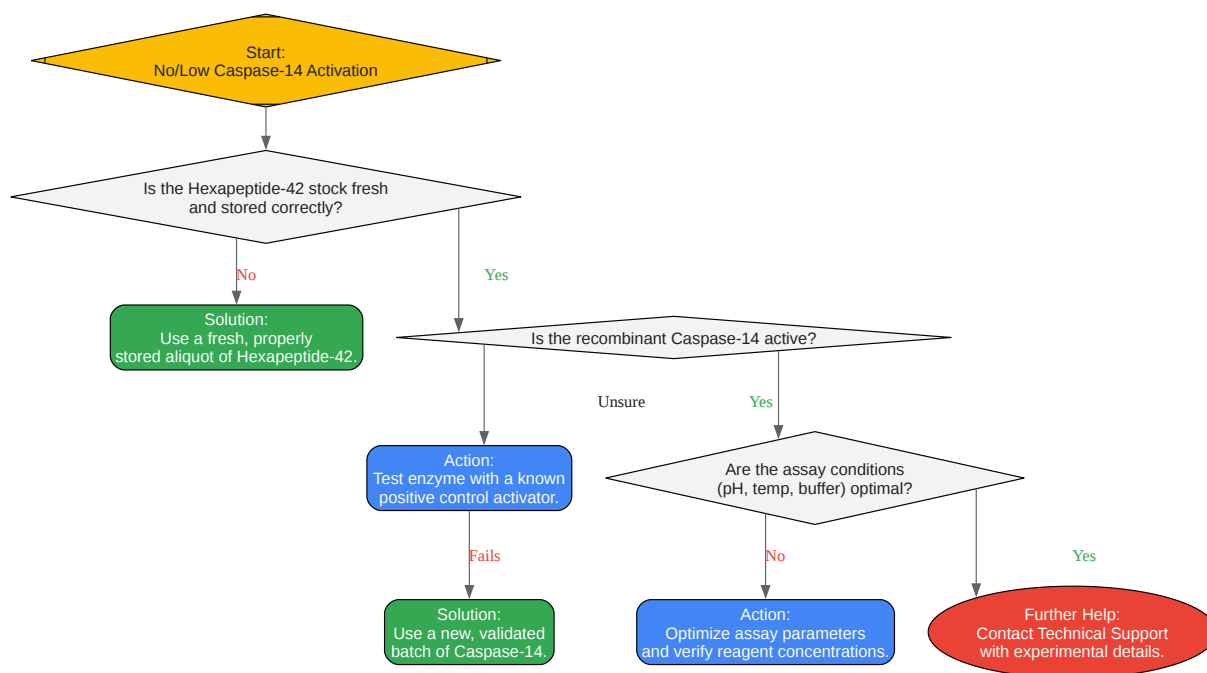 Start:
No/Low Caspase-14 Activation
Is the Hexapeptide-42 stock fresh
and stored correctly?
No
Yes
Solution:
Use a fresh, properly
stored aliquot of Hexapeptide-42.
Is the recombinant Caspase-14 active?
Unsure
Yes
Action:
Test enzyme with a known
positive control activator.
Are the assay conditions
(pH, temp, buffer) optimal?
Fails
No
Yes
Solution:
Use a new, validated
batch of Caspase-14.
Action:
Optimize assay parameters
and verify reagent concentrations.
Further Help:
Contact Technical Support
with experimental details.